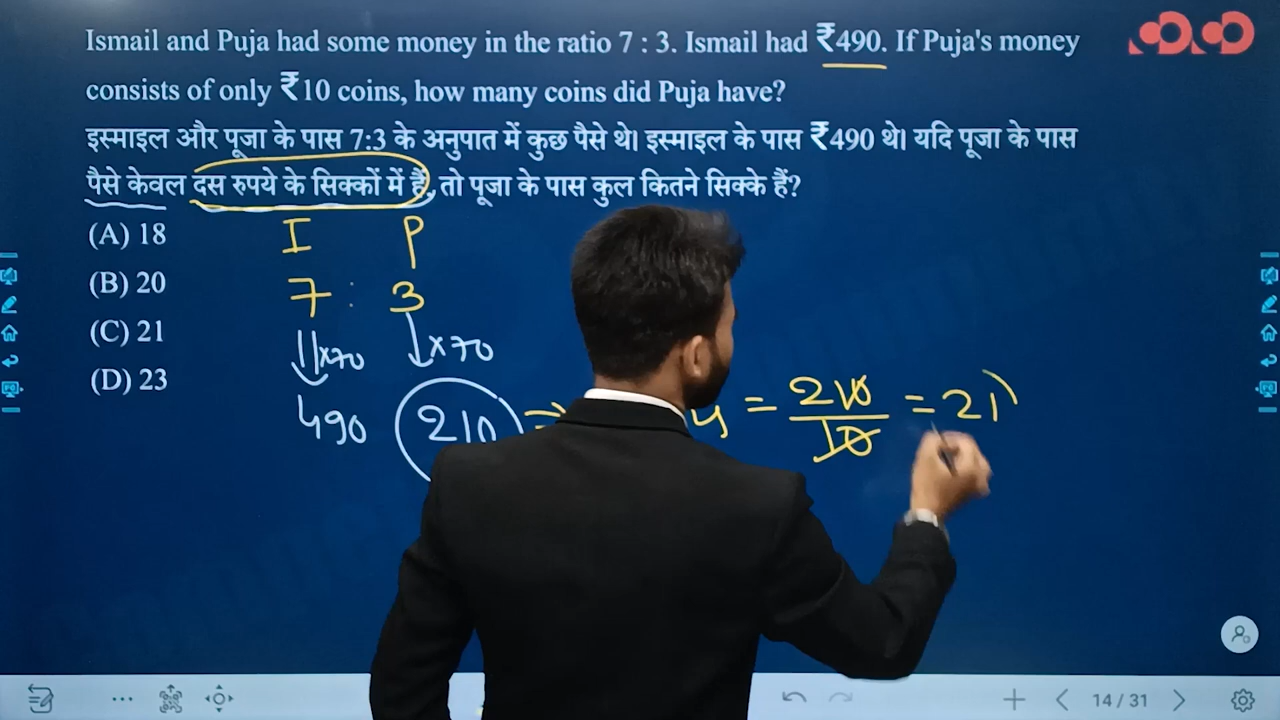 Ismail and Puja had some money in the ratio 7 : 3. Ismail had ₹490. If Puja's money
consists of only ₹10 coins, how many coins did Puja have?
इस्माइल और पूजा के पास 7:3 के अनुपात में कुछ पैसे थे। इस्माइल के पास ₹490 थे। यदि पूजा के पास
पैसे केवल दस रुपये के सिक्कों में हैं, तो पूजा के पास कुल कितने सिक्के हैं?
(A) 18
(B) 20
(C) 21
(D) 23
I P
7 : 3
×70 ×70
490 210
= 210/10 = 21
14 / 31